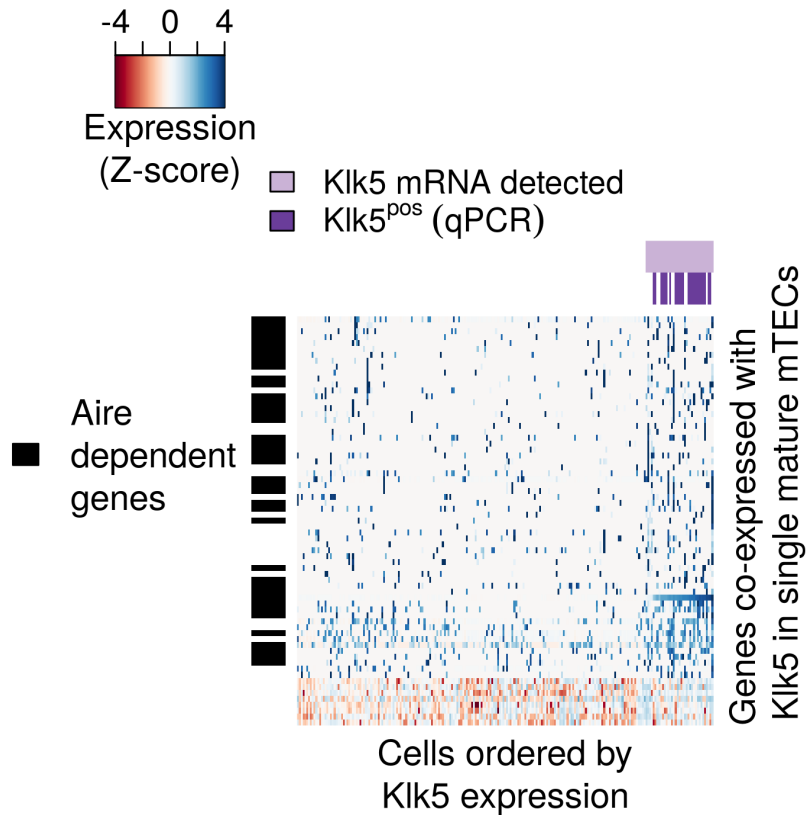 -4 0 4
Expression
(Z-score)
Klk5 mRNA detected
Klk5pos (qPCR)
Aire
dependent
genes
Genes co-expressed with
Klk5 in single mature mTECs
Cells ordered by
Klk5 expression